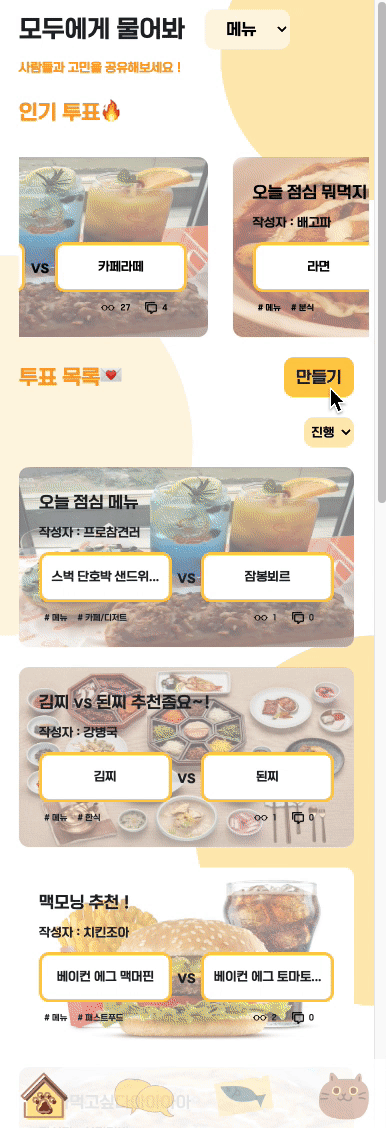 모두에게 물어봐
메뉴
사람들과 고민을 공유해보세요 !
인기 투표
VS
카페라떼
27
4
오늘 점심 뭐먹지
작성자 : 배고파
라면
# 메뉴 # 분식
투표 목록
만들기
진행
오늘 점심 메뉴
작성자 : 프로참견러
스벅 단호박 샌드위...
VS
잠봉뵈르
# 메뉴 # 카페/디저트
1
0
김찌 vs 된찌 추천좀요~!
작성자 : 강병국
김찌
VS
된찌
# 메뉴 # 한식
1
0
맥모닝 추천 !
작성자 : 치킨조아
베이컨 에그 맥머핀
VS
베이컨 에그 토마토...
# 메뉴 # 패스트푸드
2
0